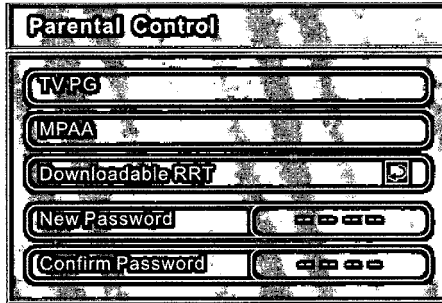 Parental Control
TV-PG
MPAA
Downloadable RRT
New Password - - - -
Confirm Password - - - -